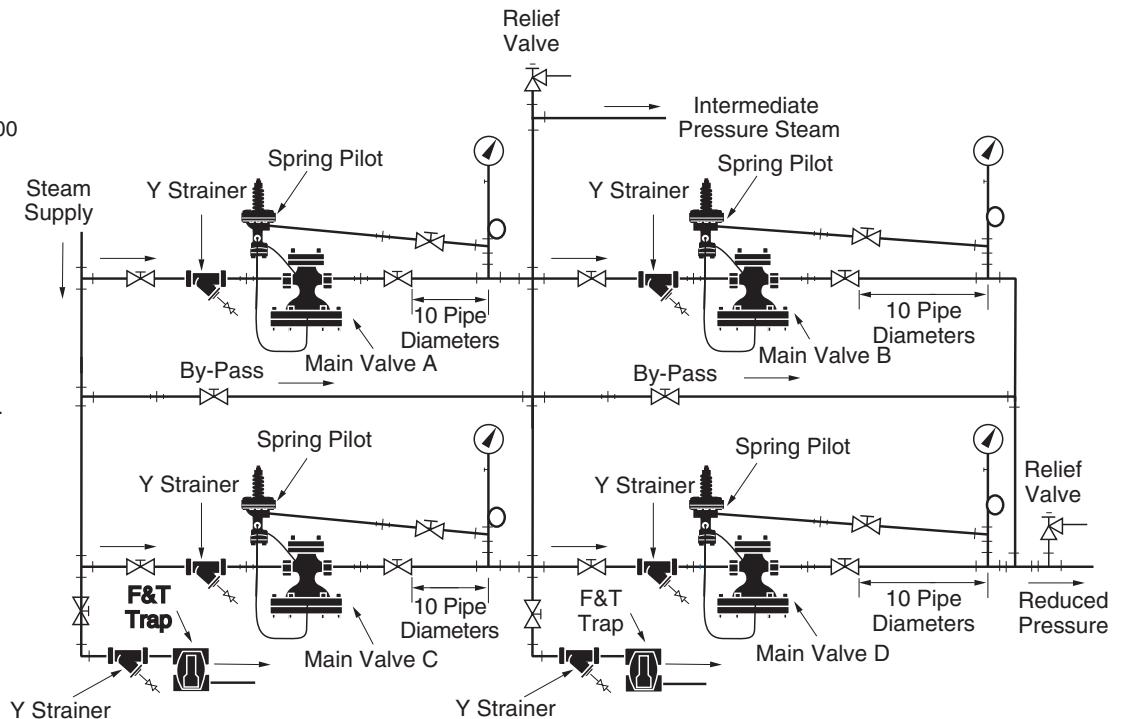 Relief
Valve
Intermediate
Pressure Steam
00
Spring Pilot
Spring Pilot
Steam
Supply
Y Strainer
Y Strainer
10 Pipe
Diameters
10 Pipe
Diameters
Main Valve A
Main Valve B
By-Pass
By-Pass
Spring Pilot
Spring Pilot
Y Strainer
Y Strainer
Relief
Valve
F&T
Trap
10 Pipe
Diameters
F&T
Trap
10 Pipe
Diameters
Reduced
Pressure
Main Valve C
Main Valve D
Y Strainer
Y Strainer